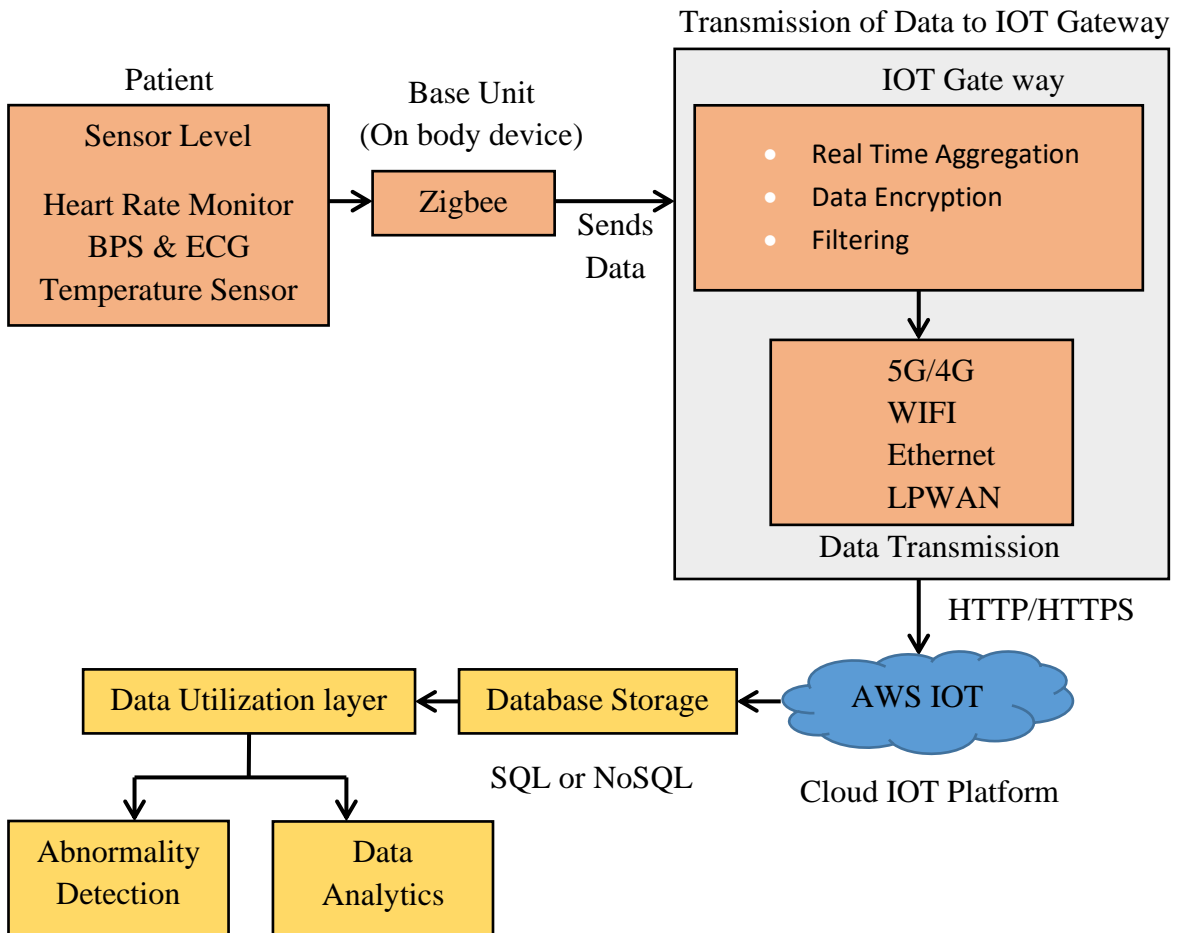 Transmission of Data to IOT Gateway
Patient
Sensor Level
Heart Rate Monitor
BPS & ECG
Temperature Sensor
Base Unit
(On body device)
Zigbee
Sends
Data
IOT Gate way
Real Time Aggregation
Data Encryption
Filtering
5G/4G
WIFI
Ethernet
LPWAN
Data Transmission
HTTP/HTTPS
AWS IOT
Cloud IOT Platform
Database Storage
SQL or NoSQL
Data Utilization layer
Abnormality
Detection
Data
Analytics